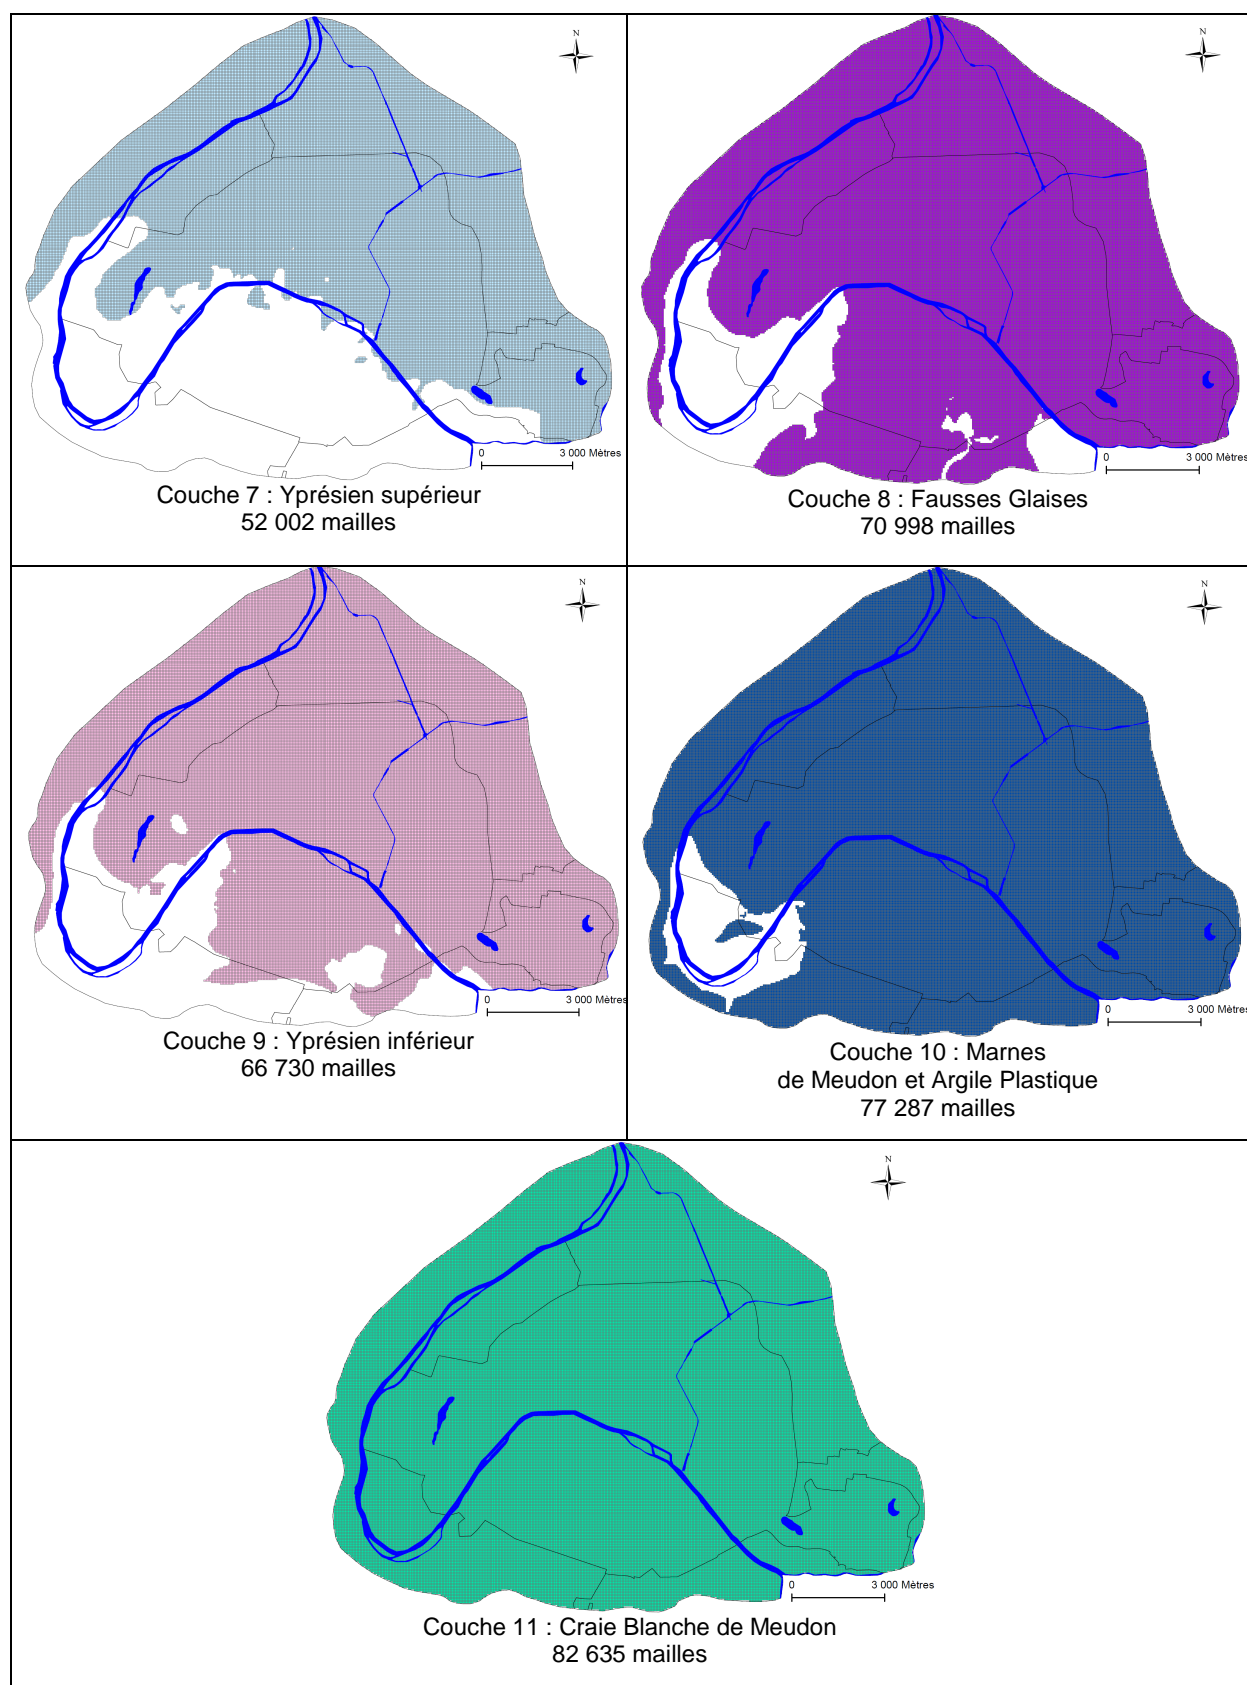 N
0 3 000 Mètres
Couche 7 : Yprésien supérieur
52 002 mailles
N
0 3 000 Mètres
Couche 8 : Fausses Glaises
70 998 mailles
N
0 3 000 Mètres
Couche 9 : Yprésien inférieur
66 730 mailles
N
0 3 000 Mètres
Couche 10 : Marnes
de Meudon et Argile Plastique
77 287 mailles
N
0 3 000 Mètres
Couche 11 : Craie Blanche de Meudon
82 635 mailles